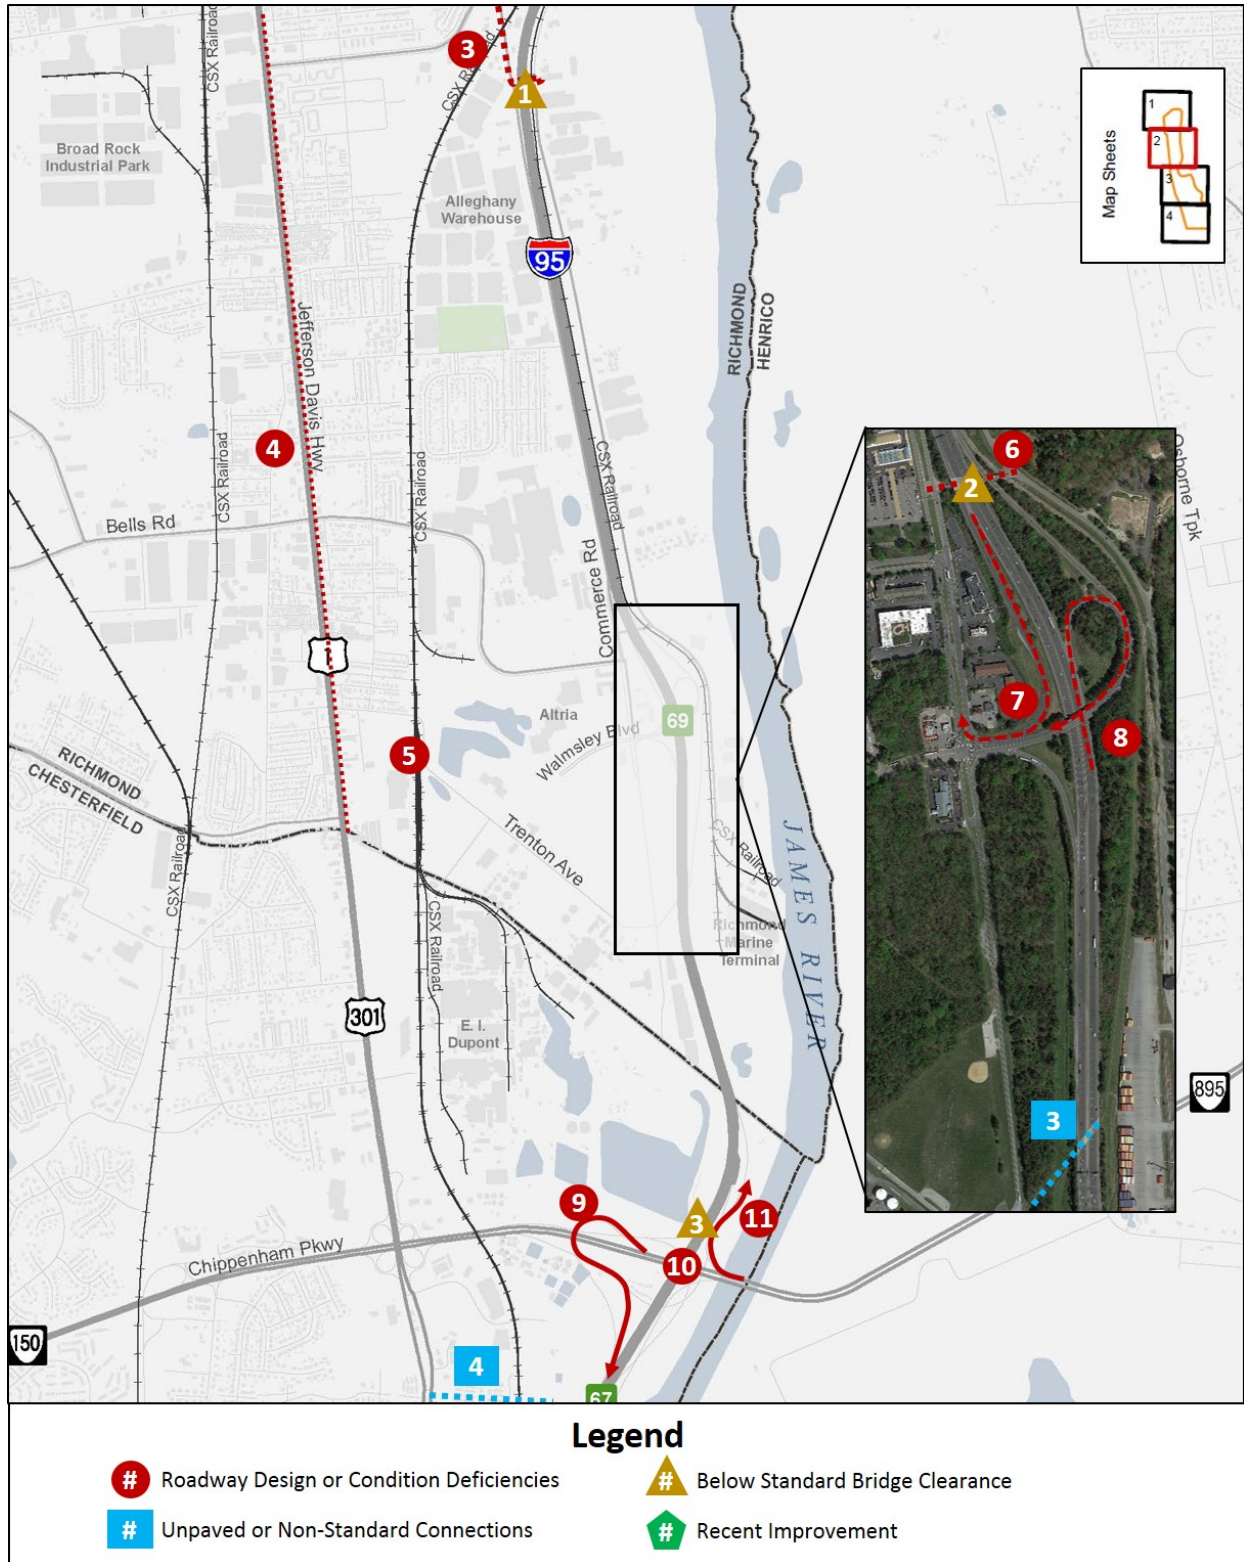 CSX Railroad
3
CSX Railroad
1
Broad Rock
Industrial Park
Map Sheets
1
2
3
4
Alleghany
Warehouse
95
RICHMOND
HENRICO
Jefferson Davis Hwy
4
CSX Railroad
CSX Railroad
CSX Railroad
Bells Rd
Commerce Rd
Osborne Tpk
6
2
7
8
3
1
69
Altria
Walmsley Blvd
5
RICHMOND
CHESTERFIELD
Trenton Ave
CSX Railroad
JAMES RIVER
CSX Railroad
CSX Railroad
Richmond
Marine
Terminal
301
E. I.
Dupont
895
9
3
11
10
Chippenham Pkwy
150
4
67
Legend
# Roadway Design or Condition Deficiencies
# Below Standard Bridge Clearance
# Unpaved or Non-Standard Connections
# Recent Improvement